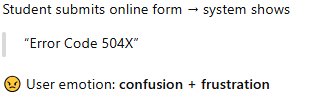 Student submits online form → system shows
“Error Code 504X”
😠 User emotion: confusion + frustration